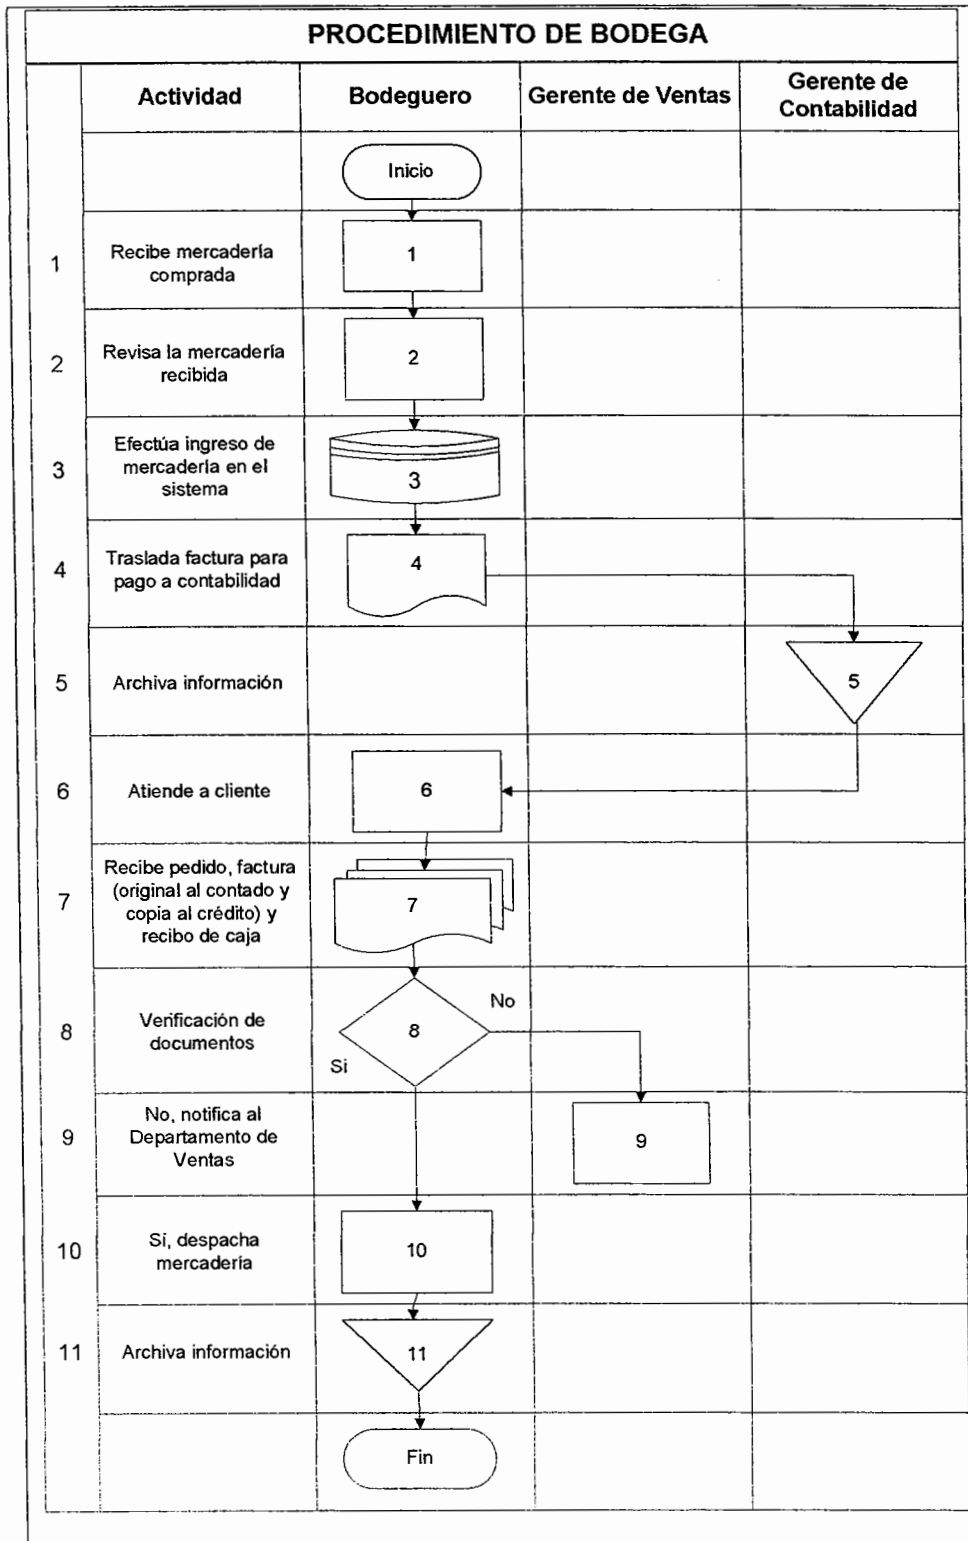 PROCEDIMIENTO DE BODEGA
Actividad
Bodeguero
Gerente de Ventas
Gerente de
Contabilidad
Inicio
1
Recibe mercadería
comprada
1
2
Revisa la mercadería
recibida
2
3
Efectúa ingreso de
mercadería en el
sistema
3
4
Traslada factura para
pago a contabilidad
4
5
Archiva información
5
6
Atiende a cliente
6
7
Recibe pedido, factura
(original al contado y
copia al crédito) y
recibo de caja
7
8
Verificación de
documentos
8
No
Si
9
No, notifica al
Departamento de
Ventas
9
10
Sí, despacha
mercadería
10
11
Archiva información
11
Fin